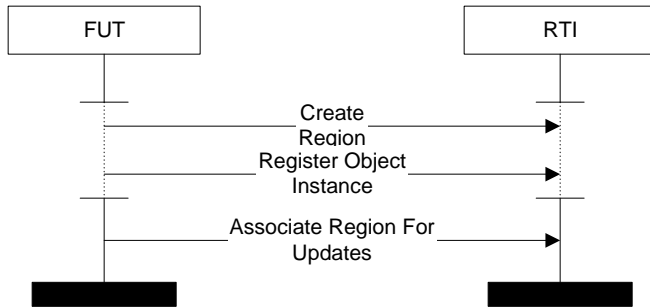 FUT
RTI
Create
Region
Register Object
Instance
Associate Region For
Updates